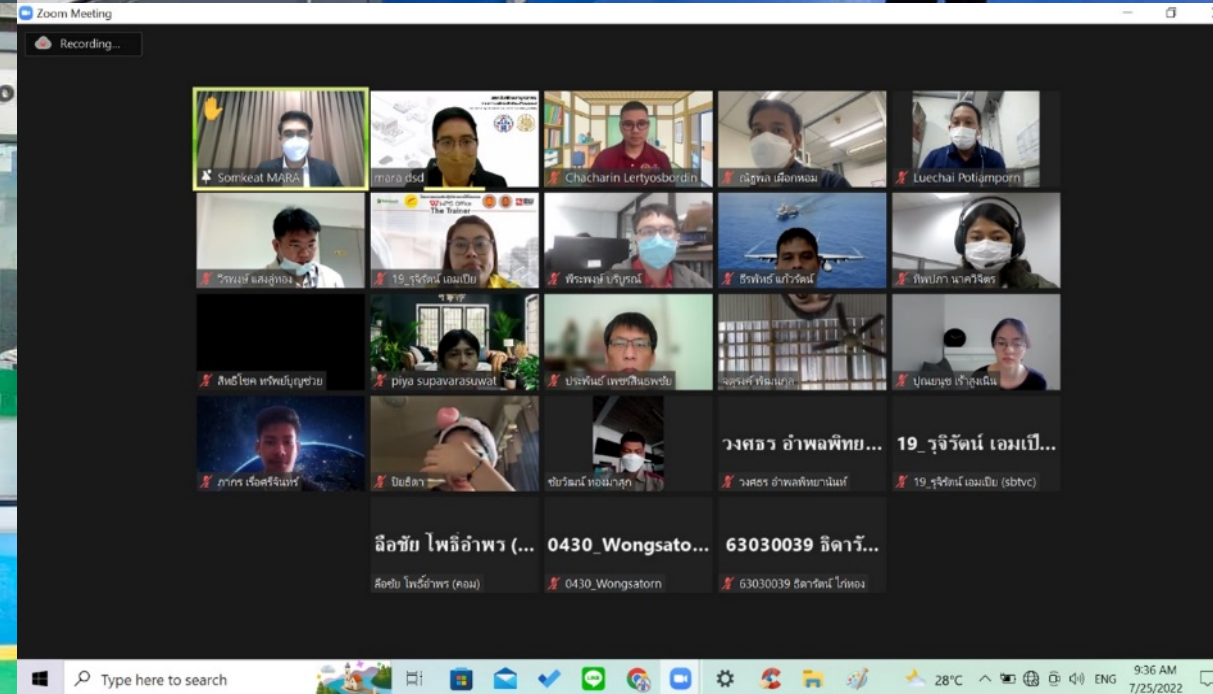 Zoom Meeting
Recording...
Somkeat MARA
mara dsd
Chacharin Lertyosbordin
ณัฐพล เผือกหอม
Luechai Potiamporn
วีรพงษ์ แสงลู่ทอง
The Trainer
19_รุจิรัตน์ เอมเปีย
พีระพงษ์ บริบูรณ์
ธีรพัทธ์ แก้วรัตน์
ทิพปภา นาควิจิตร
สิทธิโชค ทรัพย์บุญช่วย
piya supavarasuwat
ประพันธ์ เพชรสินธพชัย
จตุรงค์ พัฒนกุล
ปุณยนุช เร้าสูงเนิน
ภากร เรือศรีจันทร์
ปิยธิดา
ชัยวัฒน์ ทองมาสุก
วงศธร อำพลพิทย...
วงศธร อำพลพิทยานันท์
19_รุจิรัตน์ เอมเปี...
19_รุจิรัตน์ เอมเปีย (sbtvc)
ลือชัย โพธิ์อำพร (...
ลือชัย โพธิ์อำพร (คอม)
0430_Wongsato...
0430_Wongsatorn
63030039 ธิดารั...
63030039 ธิดารัตน์ ไก่ทอง
Type here to search
28°C
ENG
9:36 AM
7/25/2022